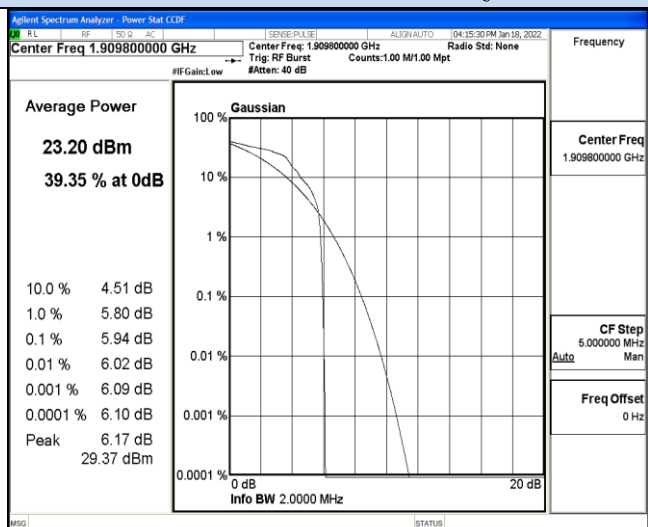 Agilent Spectrum Analyzer - Power Stat CCDF
LXI RL RF 50 Ω AC SENSE:PULSE ALIGN AUTO 04:15:30 PM Jan 18, 2022
Center Freq 1.909800000 GHz
Center Freq: 1.909800000 GHz Radio Std: None
Trig: RF Burst Counts:1.00 M/1.00 Mpt
#IFGain:Low #Atten: 40 dB
Frequency
Average Power
23.20 dBm
39.35 % at 0dB
10.0 % 4.51 dB
1.0 % 5.80 dB
0.1 % 5.94 dB
0.01 % 6.02 dB
0.001 % 6.09 dB
0.0001 % 6.10 dB
Peak 6.17 dB
29.37 dBm
Gaussian
100 %
10 %
1 %
0.1 %
0.01 %
0.001 %
0.0001 %
0 dB 20 dB
Info BW 2.0000 MHz
Center Freq
1.909800000 GHz
CF Step
5.000000 MHz
Auto Man
Freq Offset
0 Hz
MSG STATUS